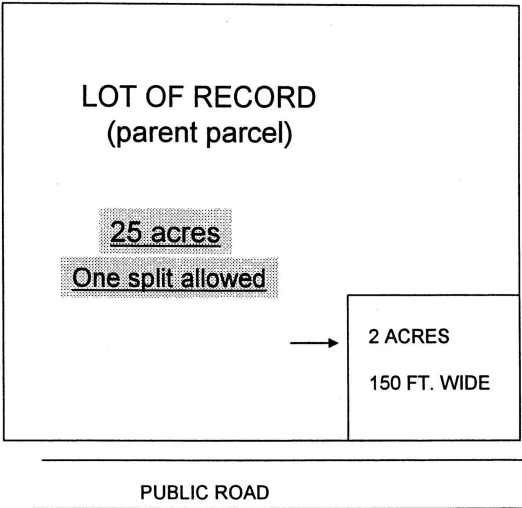 LOT OF RECORD
(parent parcel)
25 acres
One split allowed
2 ACRES
150 FT. WIDE
PUBLIC ROAD